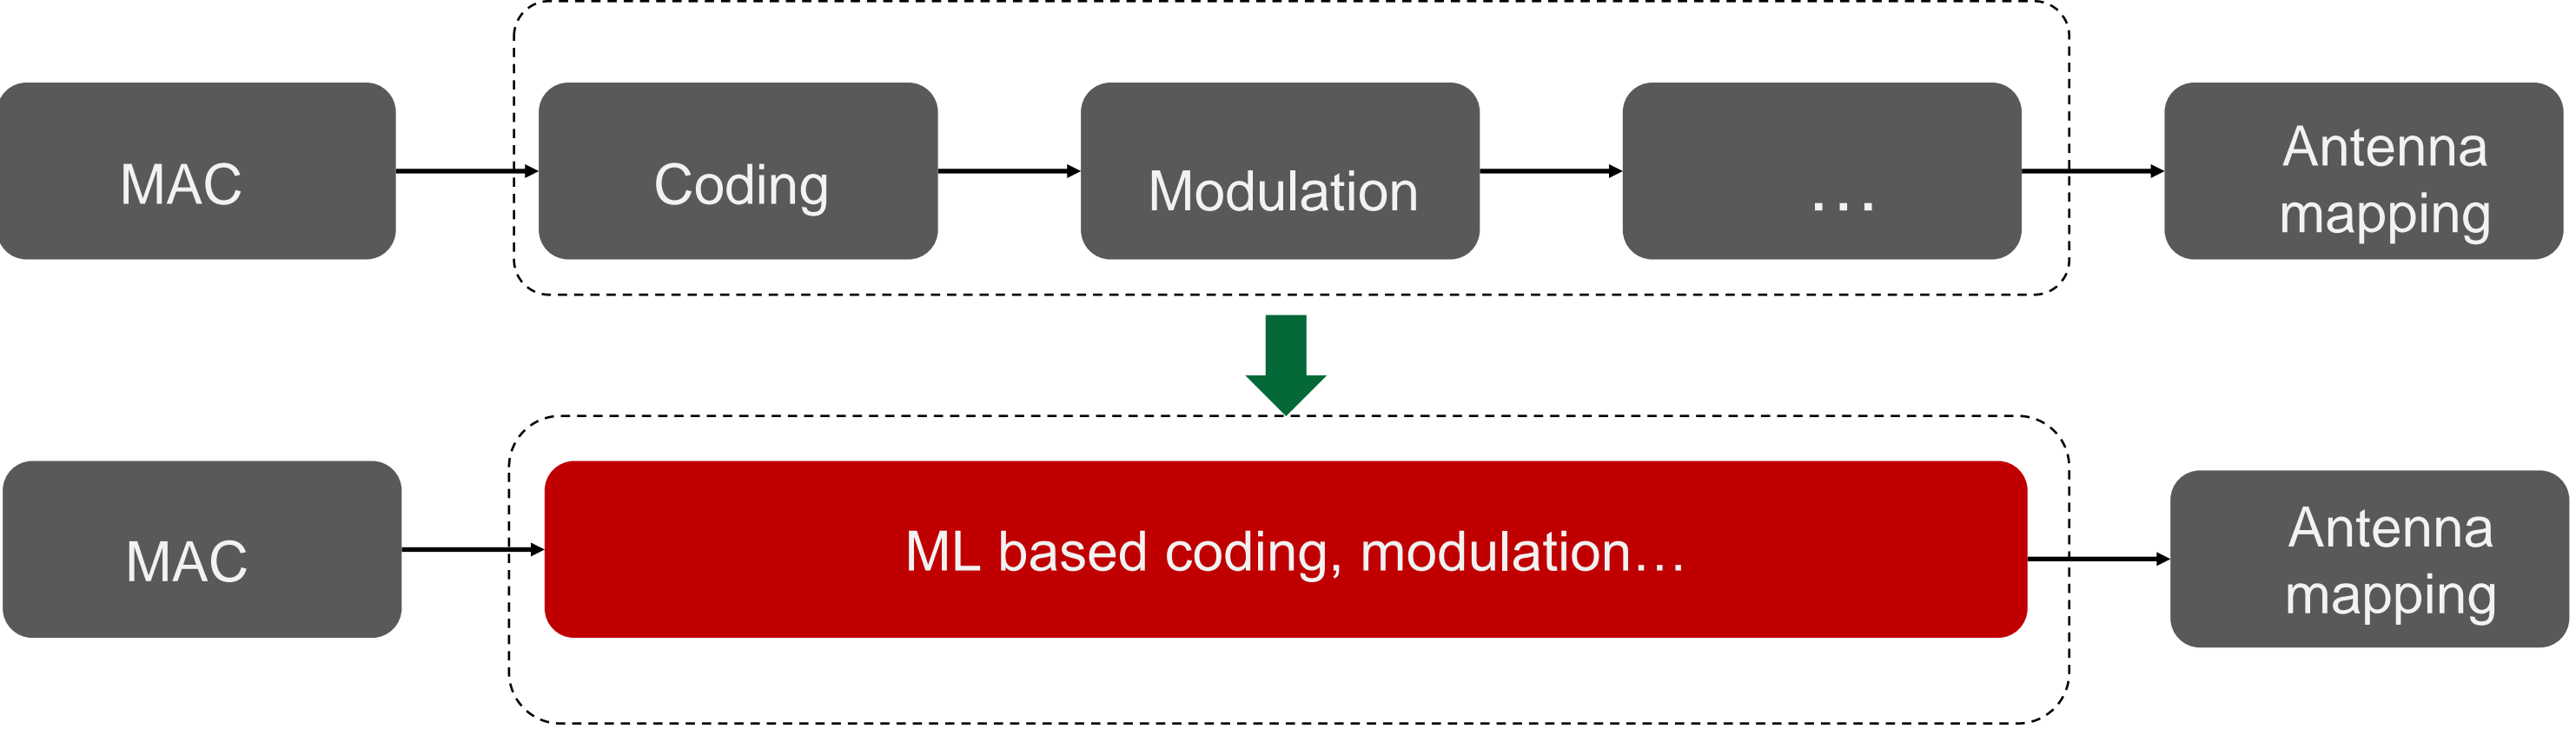 MAC
Coding
Modulation
…
Antenna
mapping
MAC
ML based coding, modulation…
Antenna
mapping